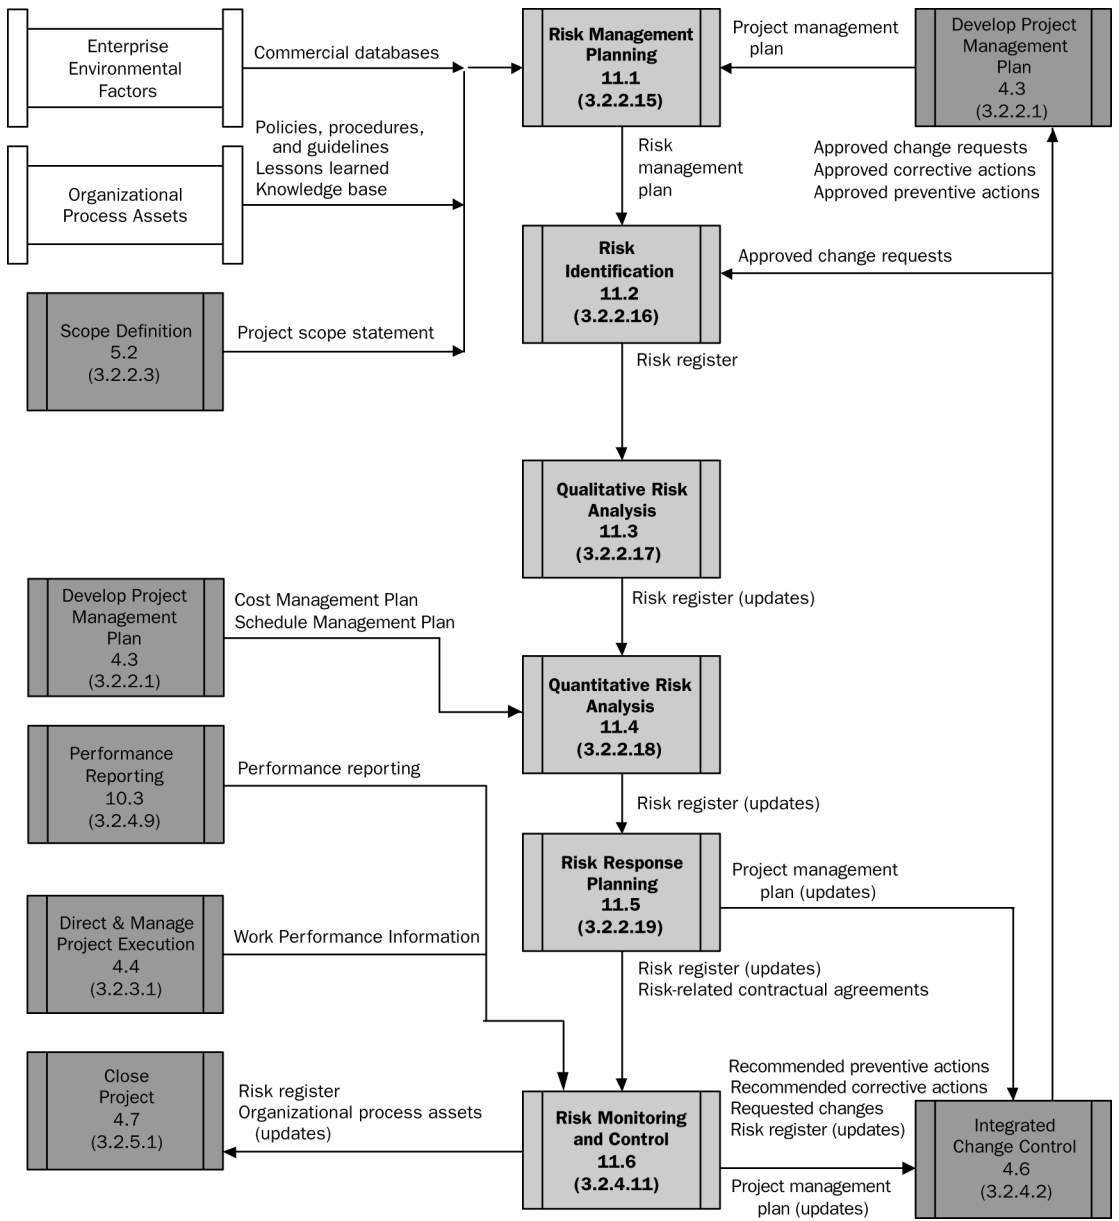 Enterprise
Environmental
Factors
Commercial databases
Risk Management
Planning
11.1
(3.2.2.15)
Project management
plan
Develop Project
Management
Plan
4.3
(3.2.2.1)
Policies, procedures,
and guidelines
Lessons learned
Knowledge base
Organizational
Process Assets
Risk
management
plan
Approved change requests
Approved corrective actions
Approved preventive actions
Risk
Identification
11.2
(3.2.2.16)
Approved change requests
Scope Definition
5.2
(3.2.2.3)
Project scope statement
Risk register
Qualitative Risk
Analysis
11.3
(3.2.2.17)
Develop Project
Management
Plan
4.3
(3.2.2.1)
Cost Management Plan
Schedule Management Plan
Risk register (updates)
Quantitative Risk
Analysis
11.4
(3.2.2.18)
Performance
Reporting
10.3
(3.2.4.9)
Performance reporting
Risk register (updates)
Risk Response
Planning
11.5
(3.2.2.19)
Project management
plan (updates)
Direct & Manage
Project Execution
4.4
(3.2.3.1)
Work Performance Information
Risk register (updates)
Risk-related contractual agreements
Close
Project
4.7
(3.2.5.1)
Risk register
Organizational process assets
(updates)
Risk Monitoring
and Control
11.6
(3.2.4.11)
Recommended preventive actions
Recommended corrective actions
Requested changes
Risk register (updates)
Project management
plan (updates)
Integrated
Change Control
4.6
(3.2.4.2)